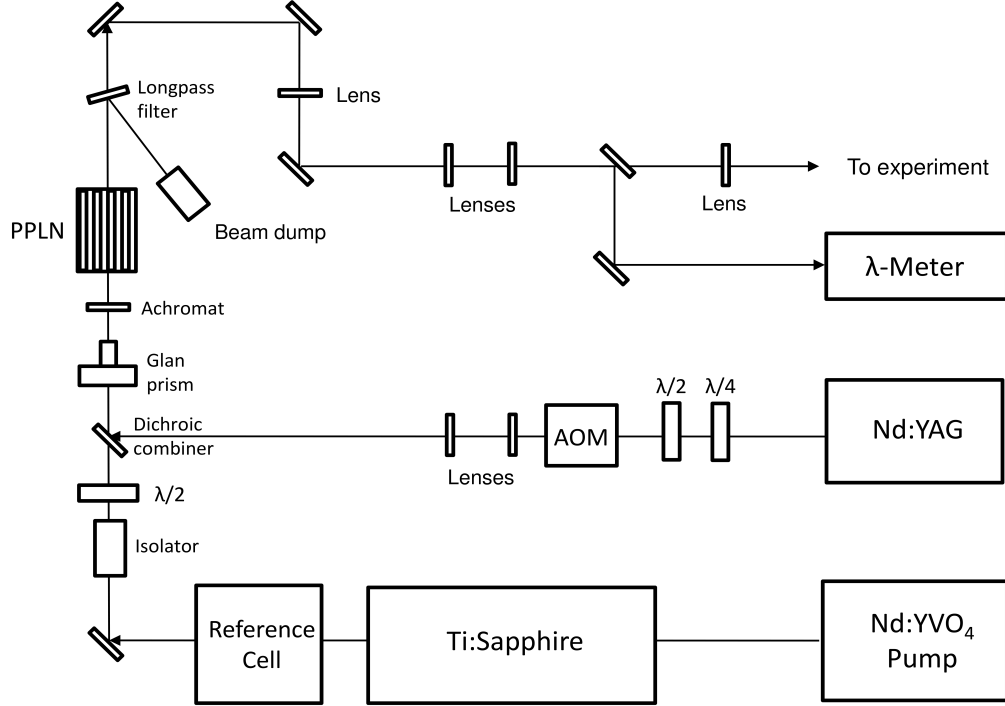 Longpass
filter
Lens
To experiment
Lenses
Lens
PPLN
Beam dump
λ-Meter
Achromat
Glan
prism
λ/2
λ/4
Nd:YAG
Dichroic
combiner
AOM
Lenses
λ/2
Isolator
Reference
Cell
Ti:Sapphire
Nd:YVO₄
Pump